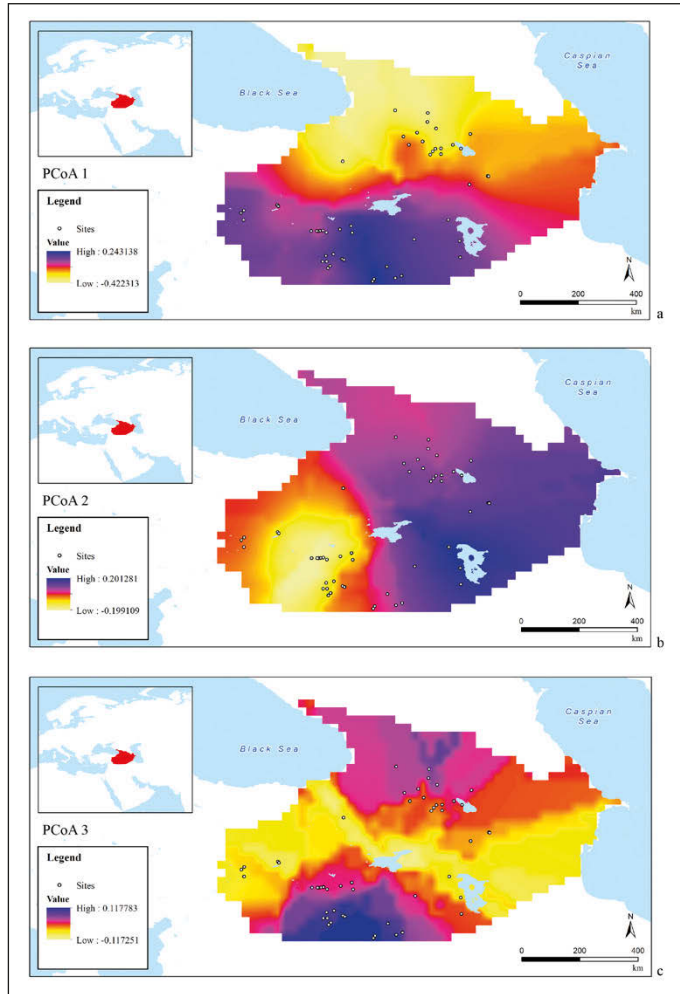 Caspian
Sea
Black Sea
PCoA 1
Legend
Sites
Value
High : 0.243138
Low : -0.422313
N
0 200 400
km
a
Caspian
Sea
Black Sea
PCoA 2
Legend
Sites
Value
High : 0.201281
Low : -0.199109
N
0 200 400
km
b
Caspian
Sea
Black Sea
PCoA 3
Legend
Sites
Value
High : 0.117783
Low : -0.117251
N
0 200 400
km
c